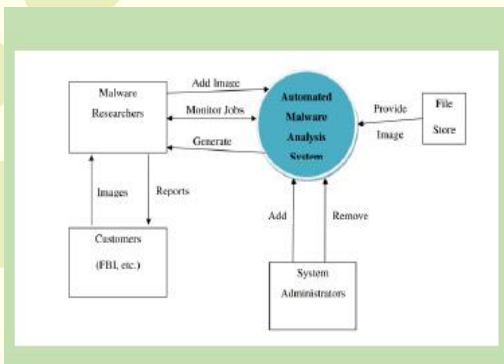 Malware
Researchers
Add Image
Monitor Jobs
Generate
Automated
Malware
Analysis
System
Provide
Image
File
Store
Images
Reports
Customers
(FBI, etc.)
Add
Remove
System
Administrators